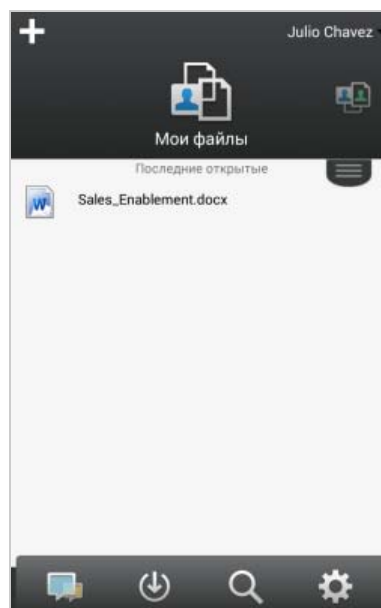 Julio Chavez
Мои файлы
Последние открытые
Sales_Enablement.docx